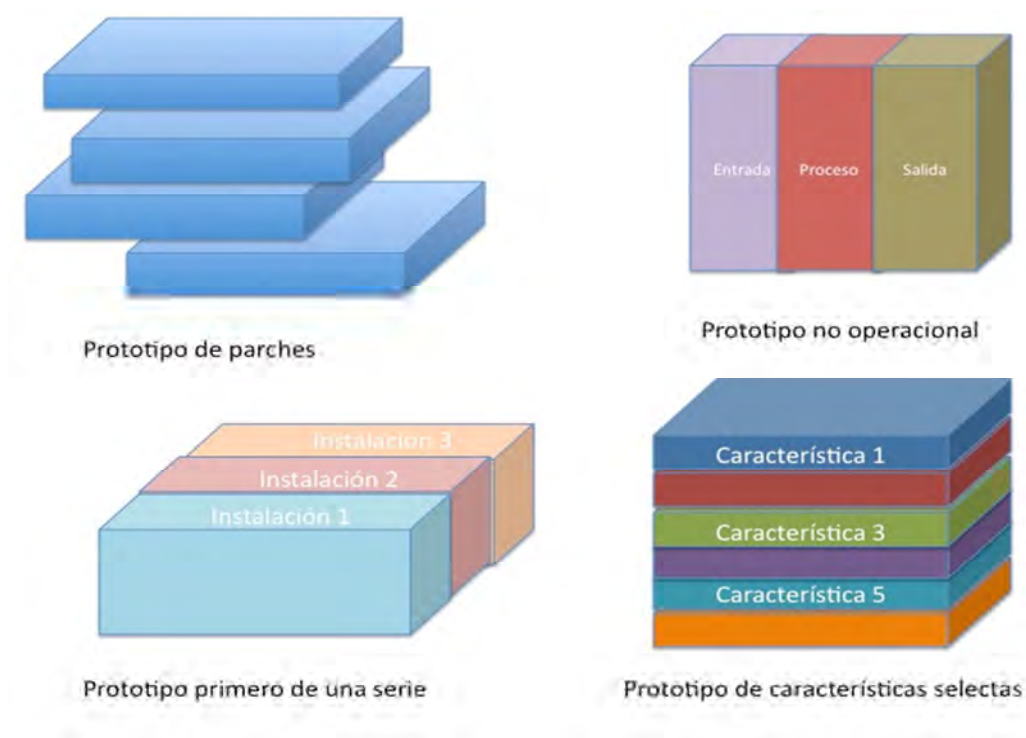 Entrada
Proceso
Salida
Prototipo de parches
Prototipo no operacional
Instalacion 3
Instalación 2
Instalación 1
Característica 1
Característica 3
Característica 5
Prototipo primero de una serie
Prototipo de características selectas